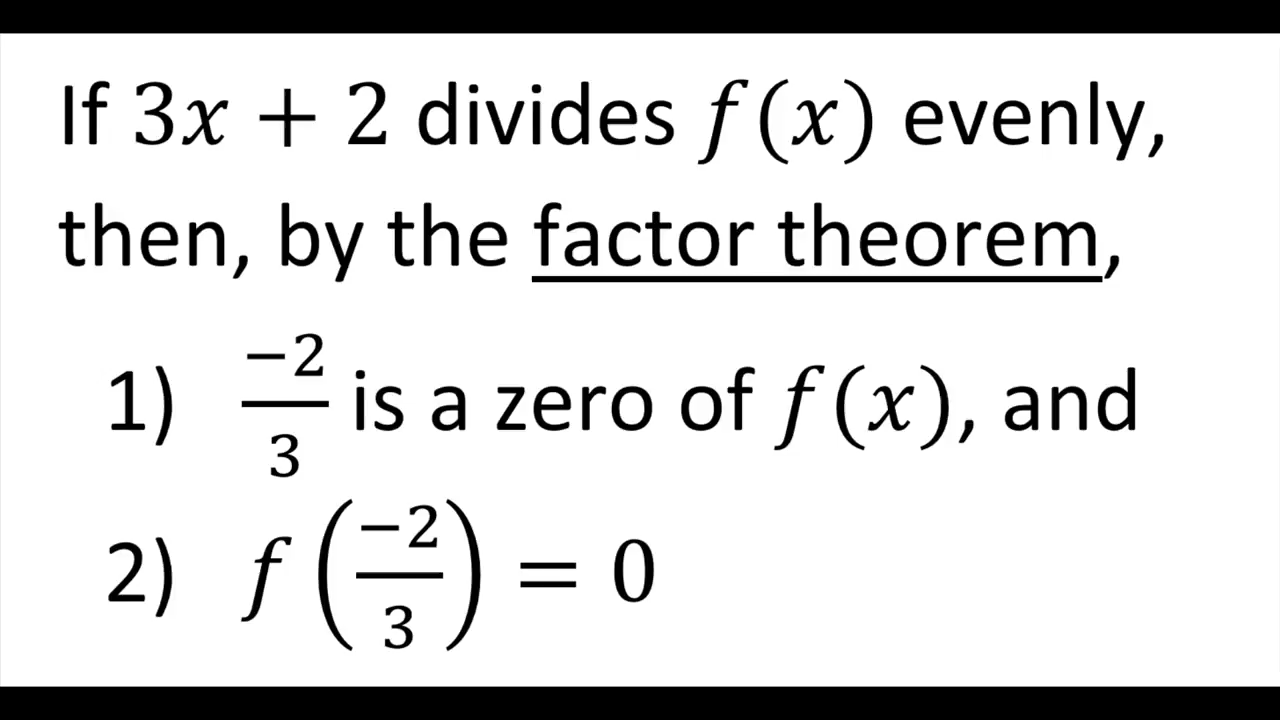 If 3x + 2 divides f(x) evenly,
then, by the factor theorem,
1) -2/3 is a zero of f(x), and
2) f(-2/3) = 0